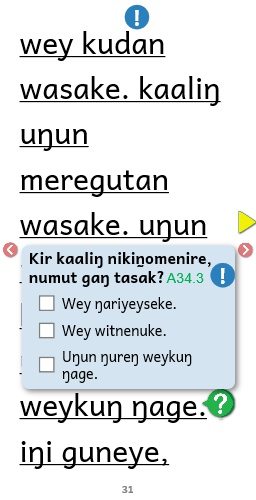 wey kudan
wasake. kaaliŋ
uŋun
meregutan
wasake. uŋun
Kir kaaliŋ nikiṉomenire,
numut gaŋ tasak? A34.3
Wey ŋariyeyseke.
Wey witnenuke.
Uŋun ŋureŋ weykuŋ
ŋage.
weykuŋ ŋage.
iŋi guneye,
31